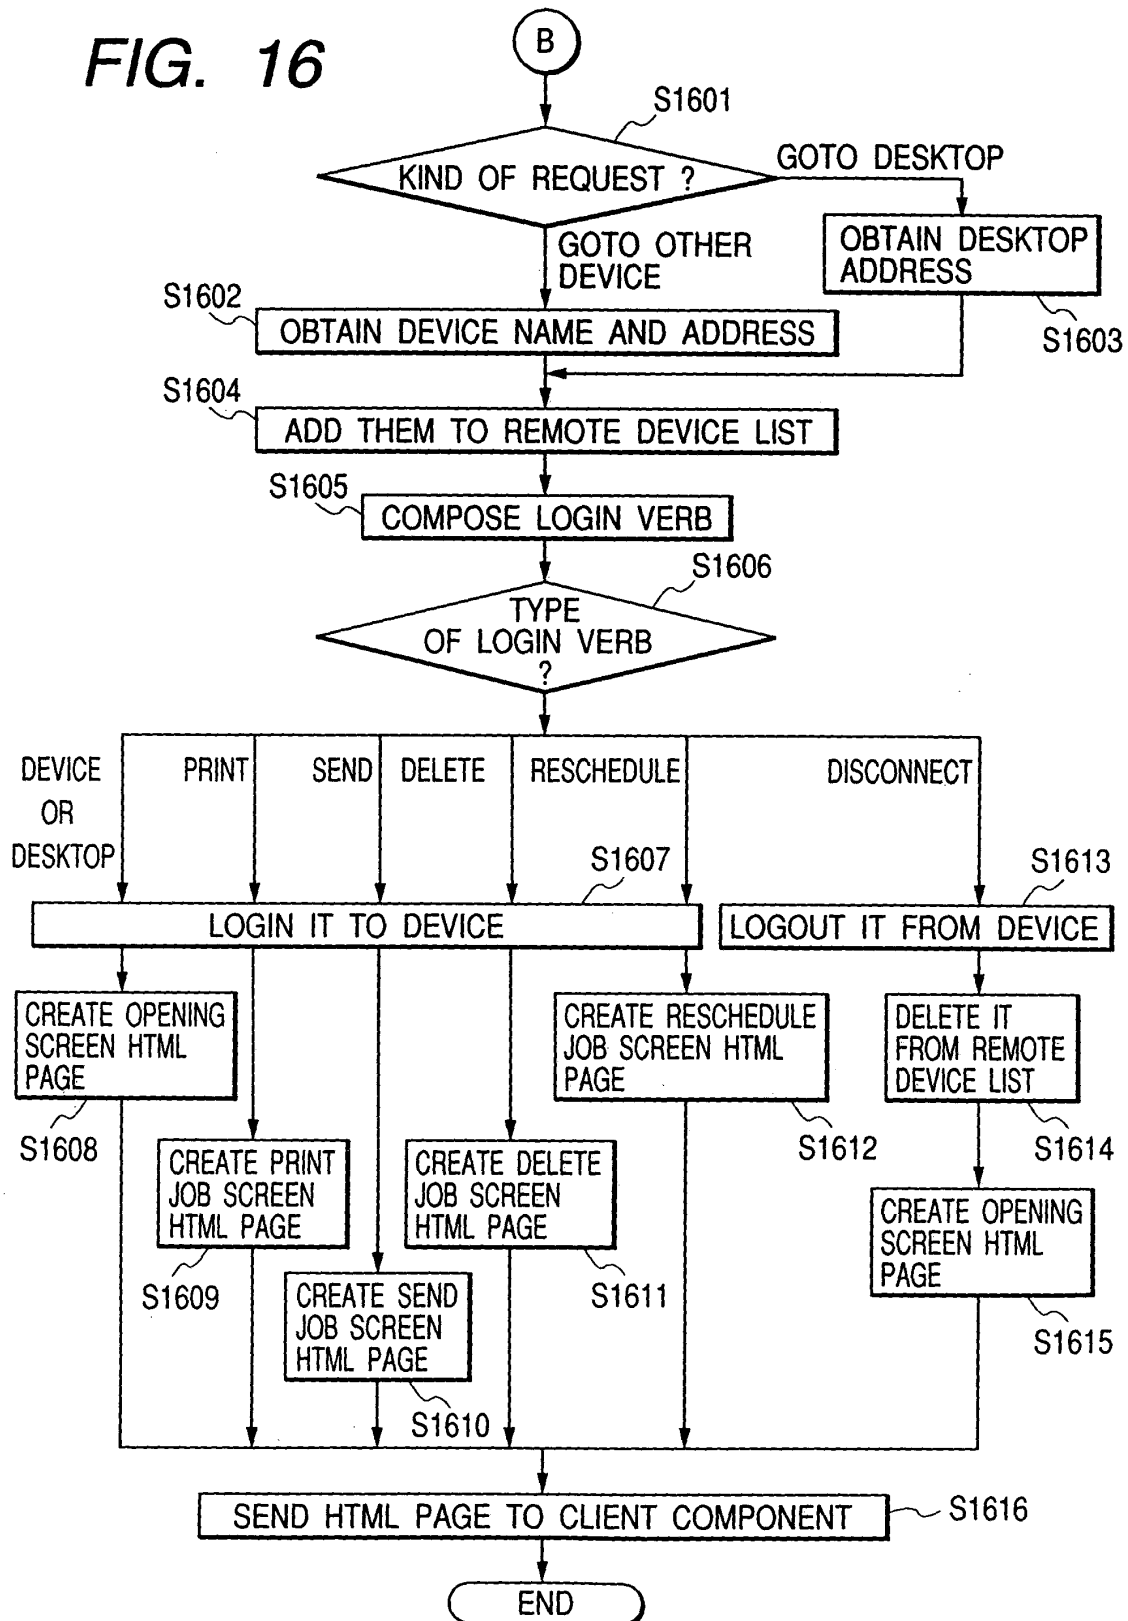 FIG. 16
B
S1601
KIND OF REQUEST ?
GOTO DESKTOP
OBTAIN DESKTOP
ADDRESS
S1603
GOTO OTHER
DEVICE
S1602
OBTAIN DEVICE NAME AND ADDRESS
S1604
ADD THEM TO REMOTE DEVICE LIST
S1605
COMPOSE LOGIN VERB
S1606
TYPE
OF LOGIN VERB
?
DEVICE
OR
DESKTOP
PRINT
SEND
DELETE
RESCHEDULE
DISCONNECT
S1607
LOGIN IT TO DEVICE
S1613
LOGOUT IT FROM DEVICE
CREATE OPENING
SCREEN HTML
PAGE
S1608
CREATE PRINT
JOB SCREEN
HTML PAGE
S1609
CREATE SEND
JOB SCREEN
HTML PAGE
S1610
CREATE DELETE
JOB SCREEN
HTML PAGE
S1611
CREATE RESCHEDULE
JOB SCREEN HTML
PAGE
S1612
DELETE IT
FROM REMOTE
DEVICE LIST
S1614
CREATE OPENING
SCREEN HTML
PAGE
S1615
SEND HTML PAGE TO CLIENT COMPONENT
S1616
END